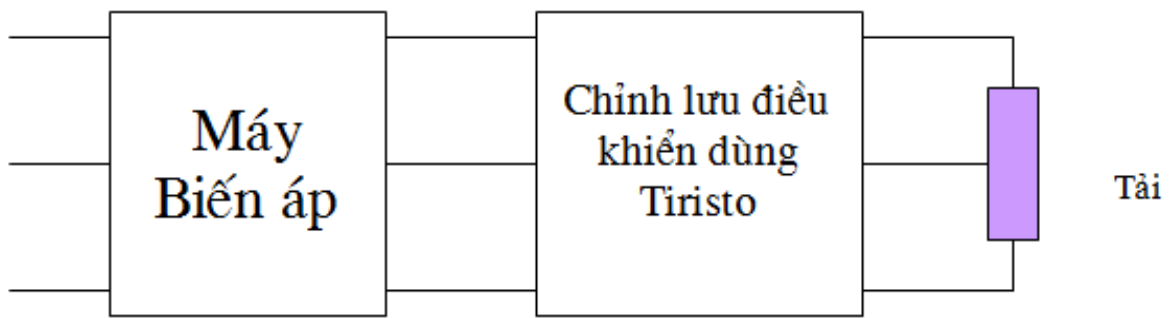 Máy
Biến áp
Chỉnh lưu điều
khiển dùng
Tiristo
Tải